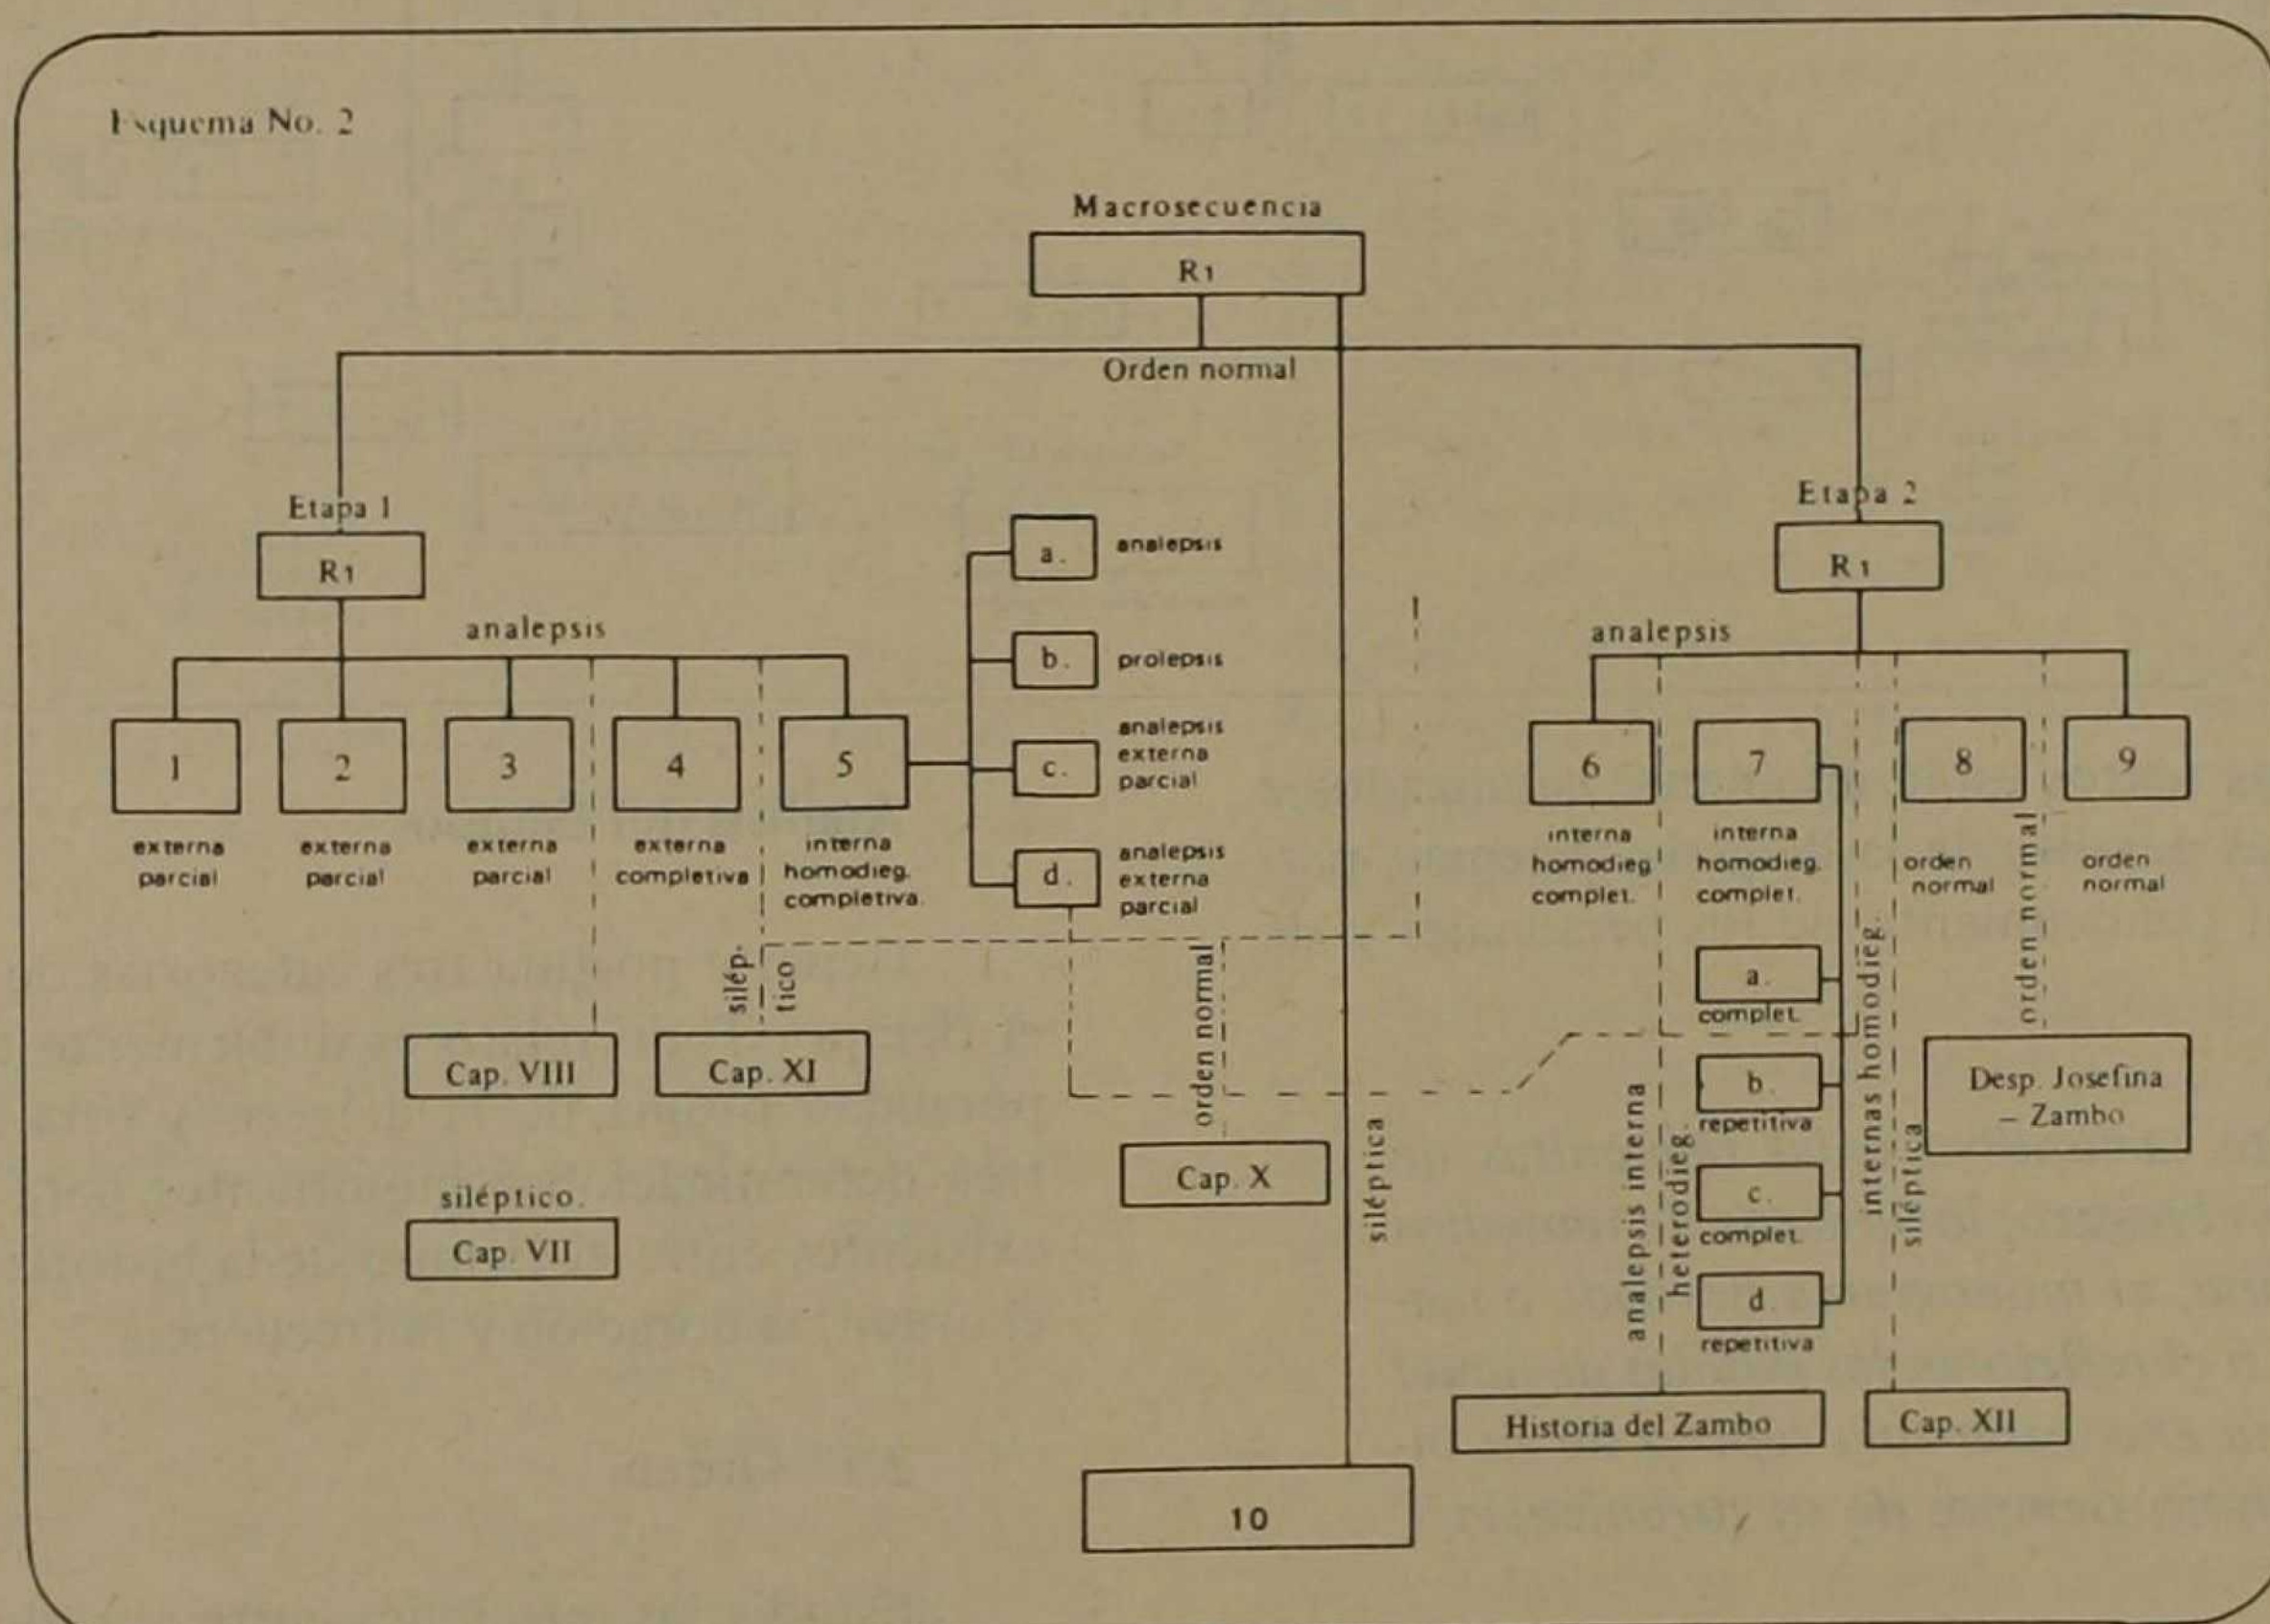 Esquema No. 2
Macrosecuencia
R1
Orden normal
Etapa 1
R1
analepsis
1
externa
parcial
2
externa
parcial
3
externa
parcial
4
externa
completiva
5
interna
homodieg.
completiva.
a.
analepsis
b.
prolepsis
c.
analepsis
externa
parcial
d.
analepsis
externa
parcial
Cap. VIII
silép-
tico
Cap. XI
siléptico.
Cap. VII
orden normal
Cap. X
siléptica
10
Etapa 2
R1
analepsis
6
interna
homodieg
complet.
7
interna
homodieg.
complet.
8
orden
normal
9
orden
normal
a.
complet.
b.
repetitiva
c.
complet.
d.
repetitiva
analepsis interna
heterodieg.
Historia del Zambo
internas homodieg.
siléptica
Cap. XII
orden normal
Desp. Josefina
– Zambo